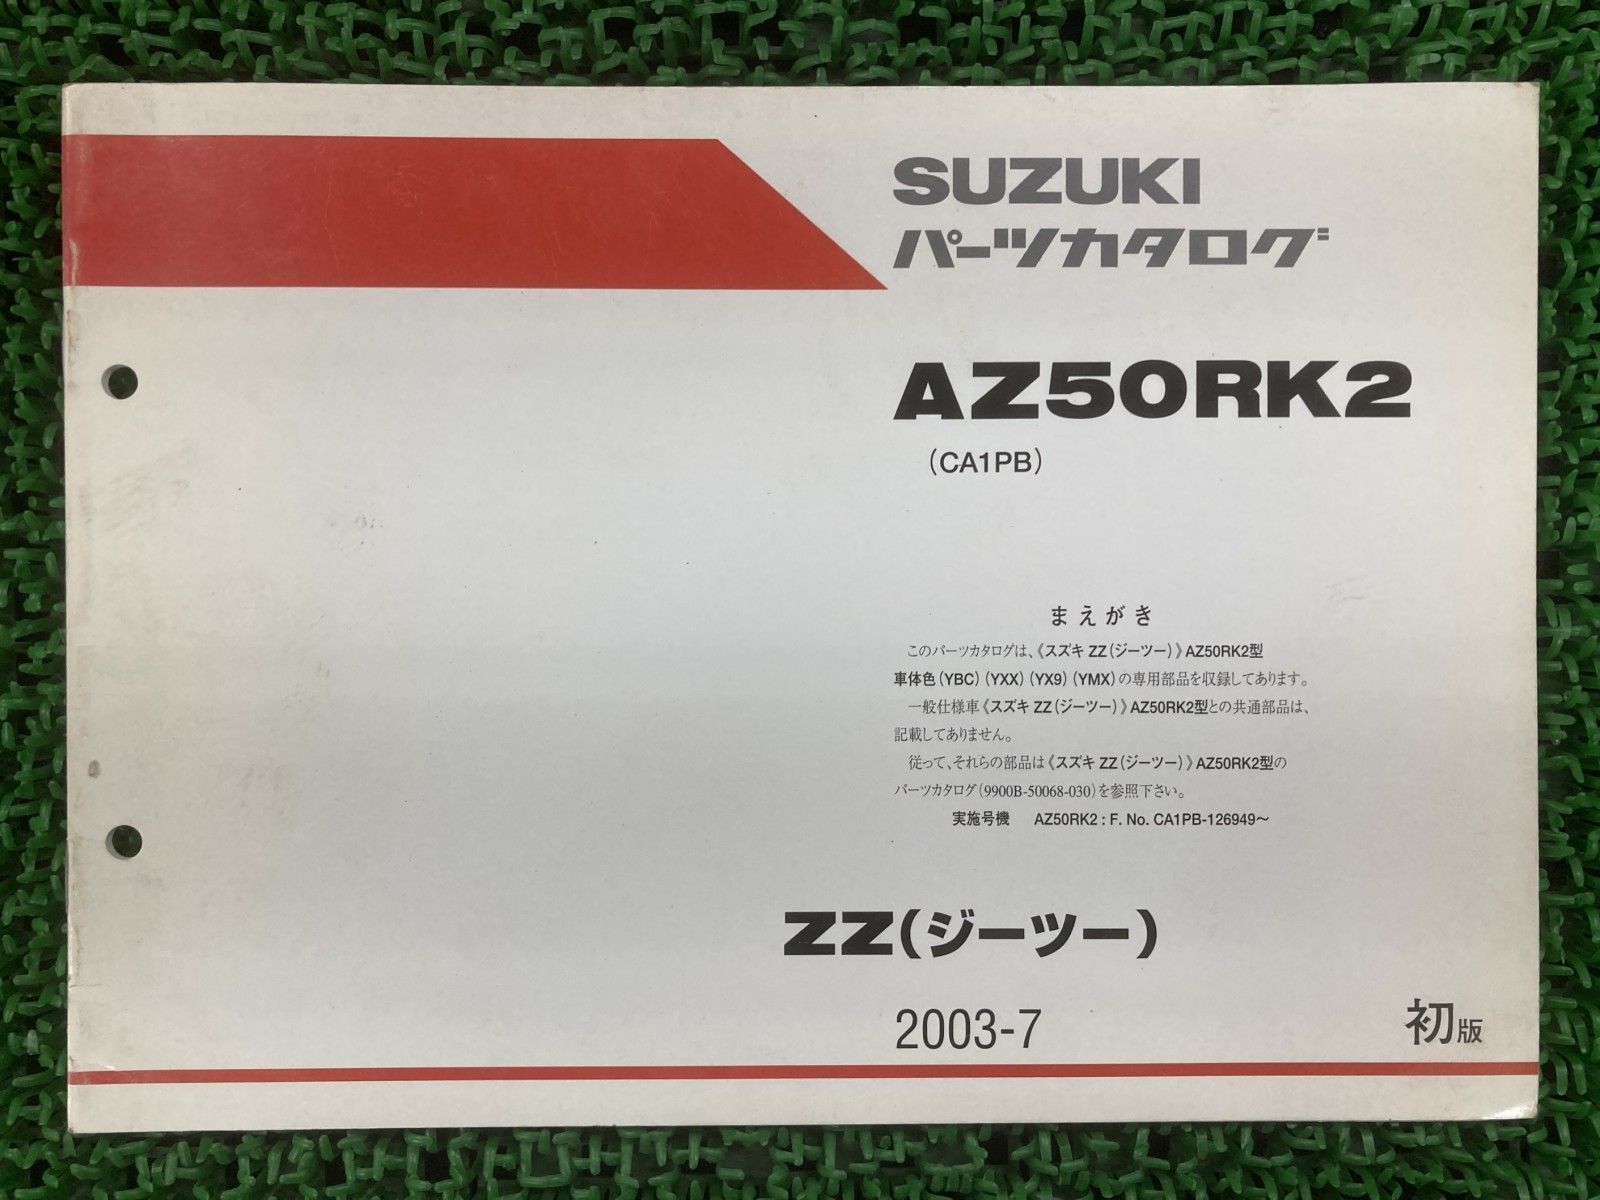 SUZUKI
パーツカタログ
AZ50RK2
(CA1PB)
まえがき
このパーツカタログは、《スズキ ZZ(ジーツー)》AZ50RK2型
車体色(YBC)(YXX)(YX9)(YMX)の専用部品を収録してあります。
一般仕様車《スズキ ZZ(ジーツー)》AZ50RK2型との共通部品は、
記載してありません。
従って、それらの部品は《スズキ ZZ(ジーツー)》AZ50RK2型の
パーツカタログ(9900B-50068-030)を参照下さい。
実施号機 AZ50RK2 : F. No. CA1PB-126949〜
ZZ(ジーツー)
2003-7
初版